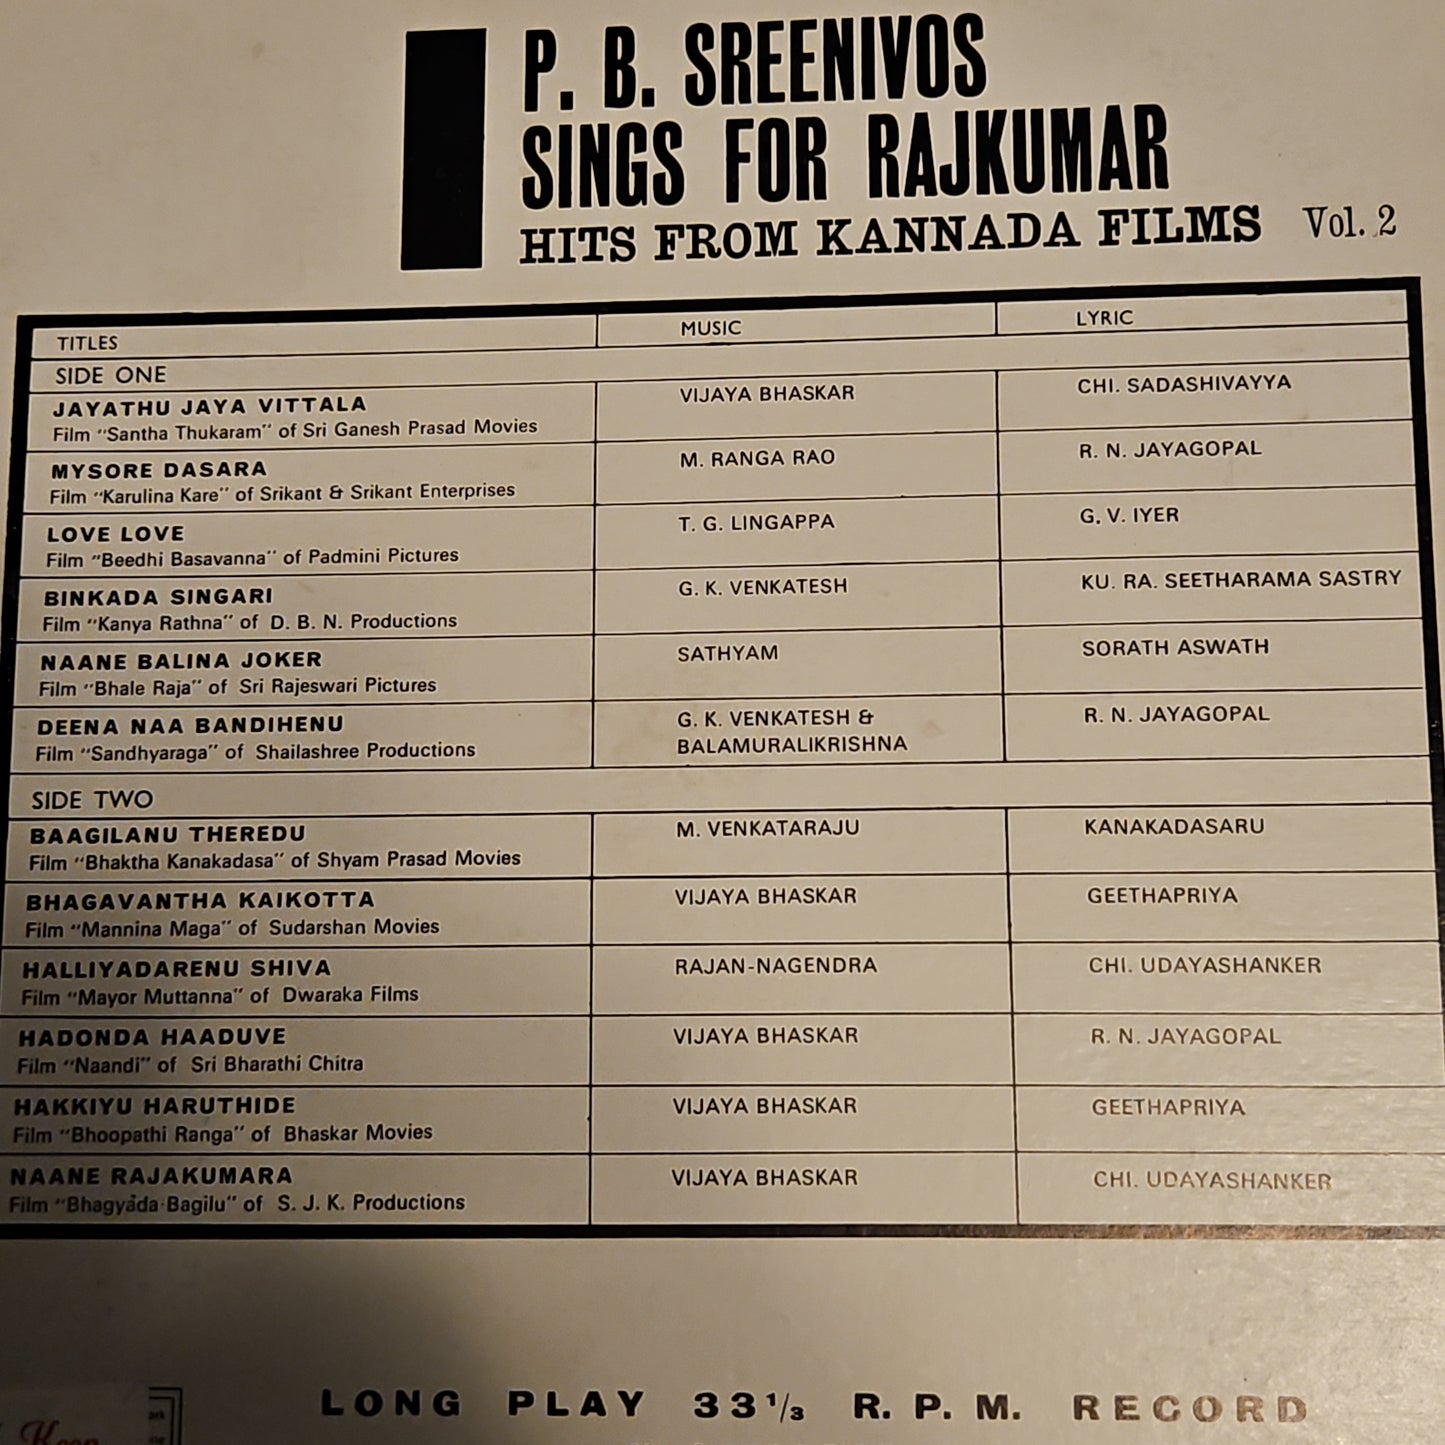 P. B. SREENIVOS
SINGS FOR RAJKUMAR
HITS FROM KANNADA FILMS Vol. 2
TITLES MUSIC LYRIC
SIDE ONE
JAYATHU JAYA VITTALA VIJAYA BHASKAR CHI. SADASHIVAYYA
Film "Santha Thukaram" of Sri Ganesh Prasad Movies
MYSORE DASARA M. RANGA RAO R. N. JAYAGOPAL
Film "Karulina Kare" of Srikant & Srikant Enterprises
LOVE LOVE T. G. LINGAPPA G. V. IYER
Film "Beedhi Basavanna" of Padmini Pictures
BINKADA SINGARI G. K. VENKATESH KU. RA. SEETHARAMA SASTRY
Film "Kanya Rathna" of D. B. N. Productions
NAANE BALINA JOKER SATHYAM SORATH ASWATH
Film "Bhale Raja" of Sri Rajeswari Pictures
DEENA NAA BANDIHENU G. K. VENKATESH & R. N. JAYAGOPAL
Film "Sandhyaraga" of Shailashree Productions BALAMURALIKRISHNA
SIDE TWO
BAAGILANU THEREDU M. VENKATARAJU KANAKADASARU
Film "Bhaktha Kanakadasa" of Shyam Prasad Movies
BHAGAVANTHA KAIKOTTA VIJAYA BHASKAR GEETHAPRIYA
Film "Mannina Maga" of Sudarshan Movies
HALLIYADARENU SHIVA RAJAN-NAGENDRA CHI. UDAYASHANKER
Film "Mayor Muttanna" of Dwaraka Films
HADONDA HAADUVE VIJAYA BHASKAR R. N. JAYAGOPAL
Film "Naandi" of Sri Bharathi Chitra
HAKKIYU HARUTHIDE VIJAYA BHASKAR GEETHAPRIYA
Film "Bhoopathi Ranga" of Bhaskar Movies
NAANE RAJAKUMARA VIJAYA BHASKAR CHI. UDAYASHANKER
Film "Bhagyada Bagilu" of S. J. K. Productions
LONG PLAY 33 1/3 R. P. M. RECORD
Keep